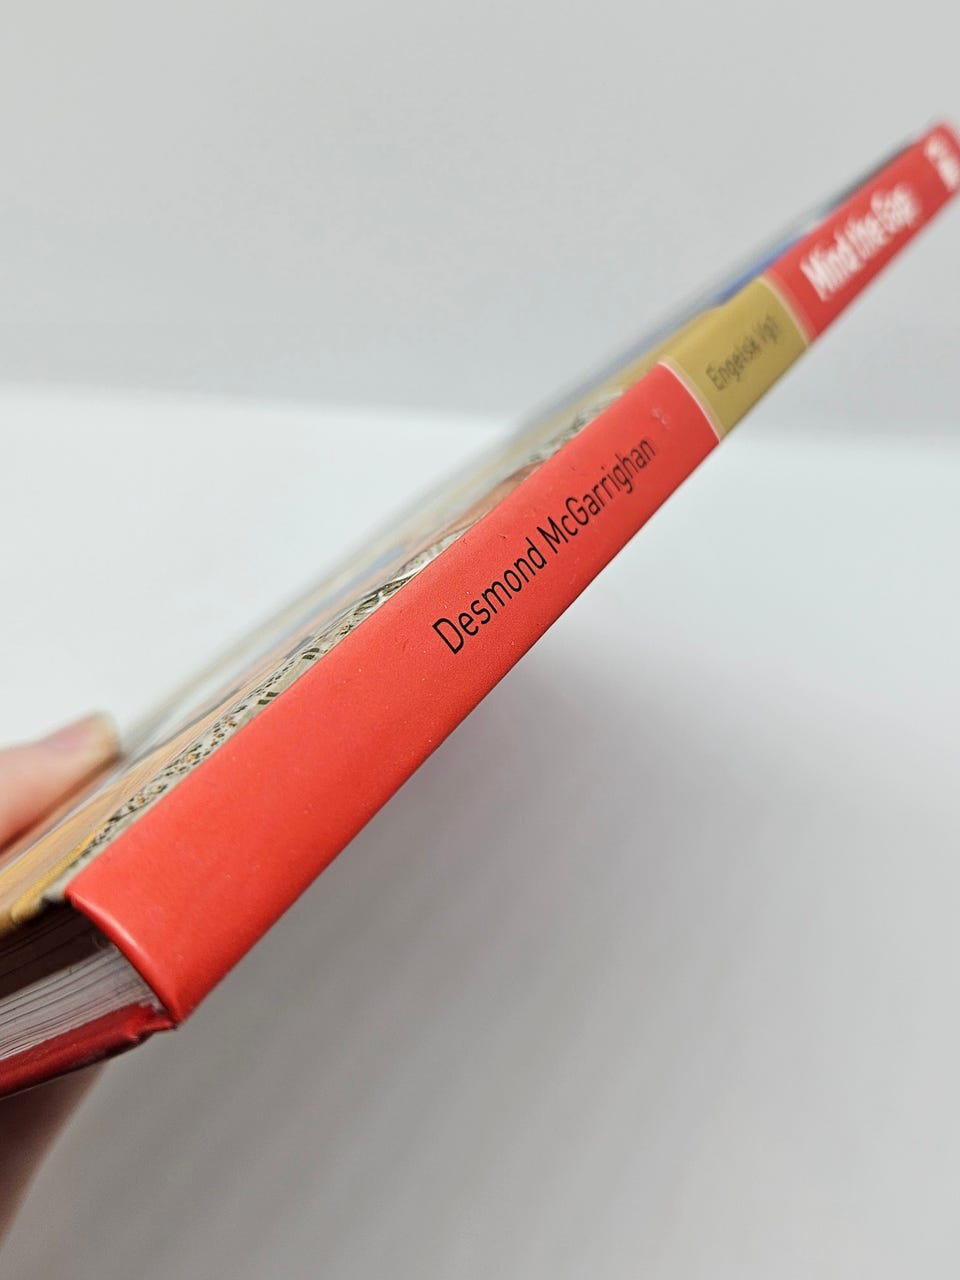 Desmond McGarrighan
Engelsk Vg1
Mind the Gap